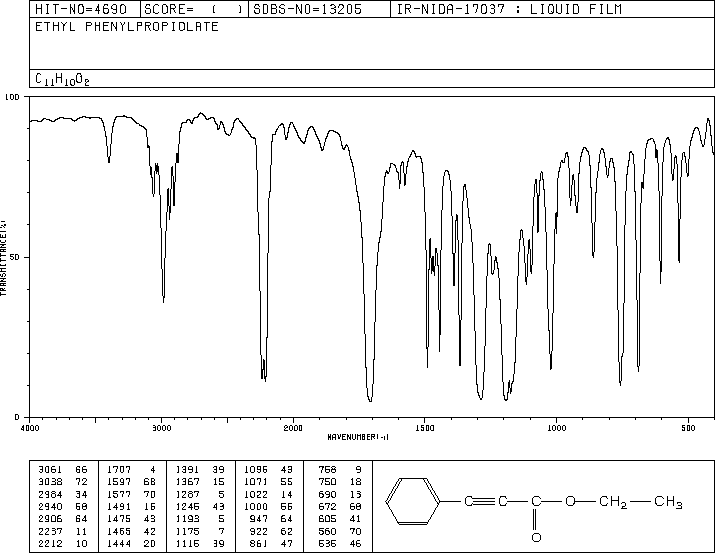 HIT-NO=4690 SCORE= ( ) SDBS-NO=13205 IR-NIDA-17037 : LIQUID FILM
ETHYL PHENYLPROPIOLATE
C11H10O2
100
50
0
TRANSMITTANCE(%)
4000 3000 2000 1500 1000 500
WAVENUMBER(-1)
3061 66 1707 4 1391 39 1096 43 758 9
3038 72 1597 68 1367 15 1071 55 750 18
2984 34 1577 70 1287 5 1022 14 690 13
2940 60 1491 15 1245 43 1000 55 672 68
2906 64 1475 43 1193 5 947 64 605 41
2237 11 1465 42 1175 7 922 62 560 70
2212 10 1444 20 1115 39 861 47 535 46
C≡C—C—O—CH2—CH3
O